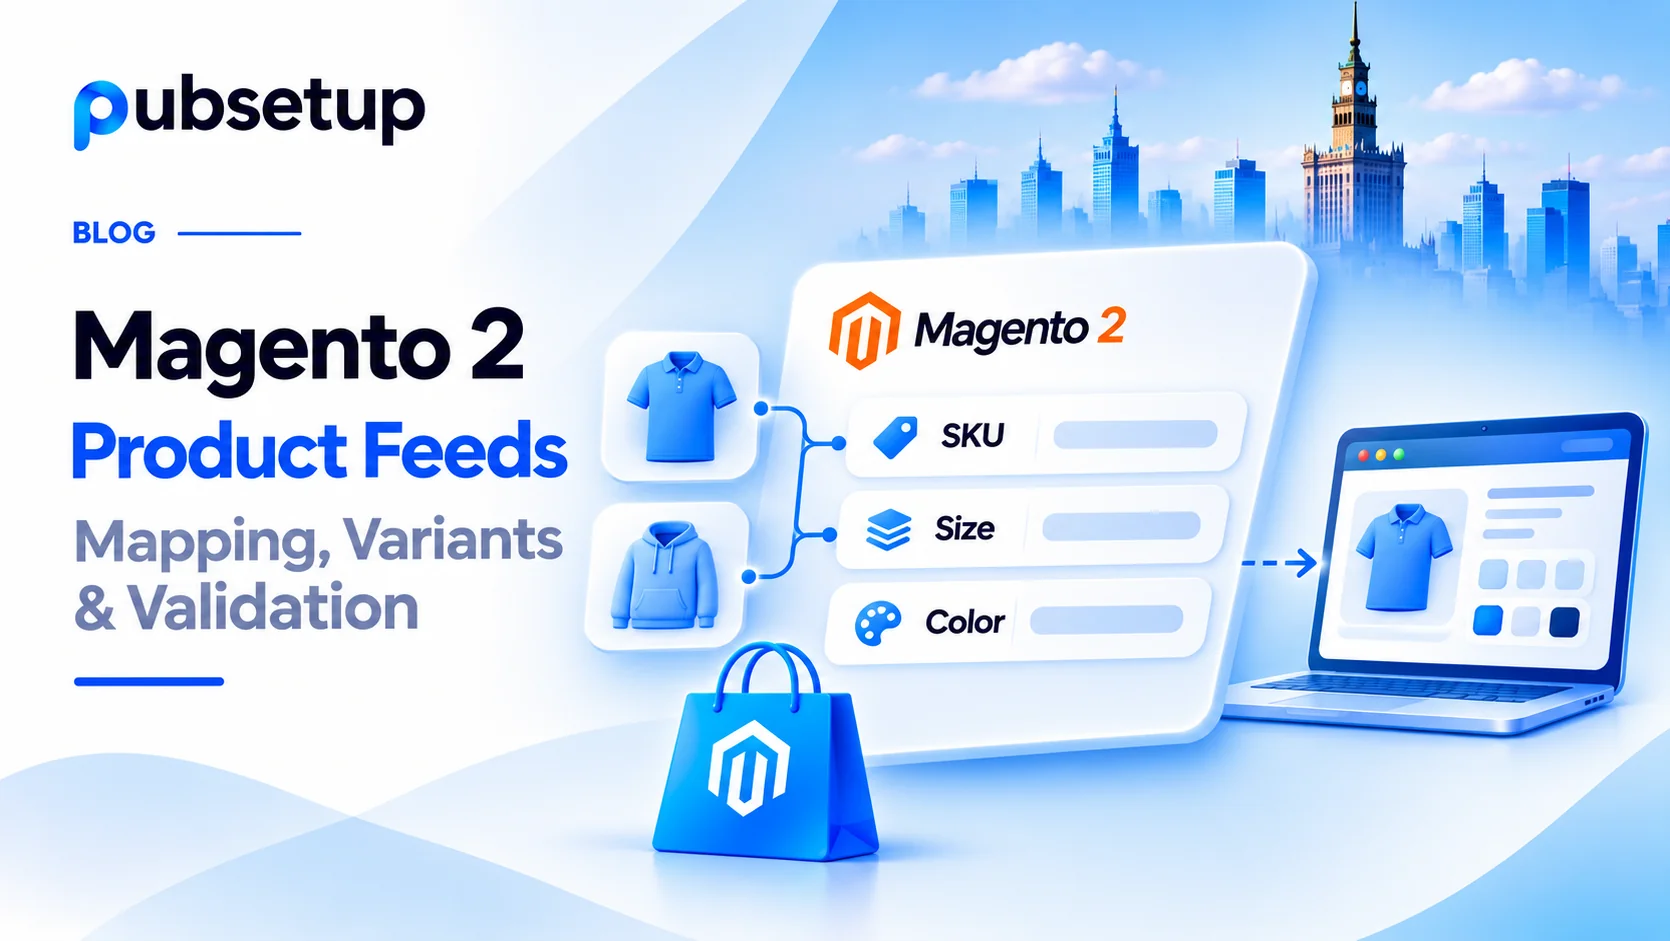 pubsetup
BLOG
Magento 2
Product Feeds
Mapping, Variants
& Validation
Magento 2
SKU
Size
Color